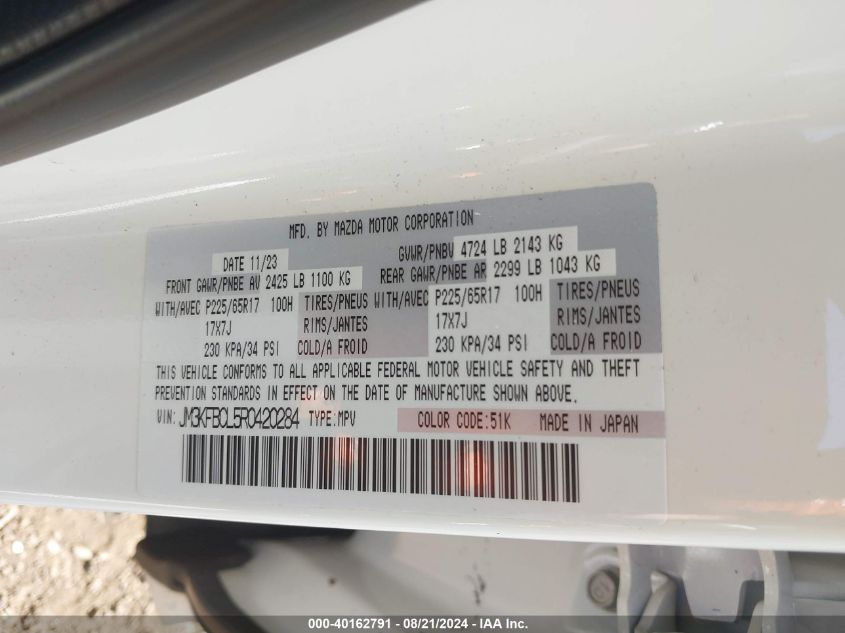 MFD. BY MAZDA MOTOR CORPORATION
DATE 11/23
GVWR/PNBV 4724 LB 2143 KG
FRONT GAWR/PNBE AV 2425 LB 1100 KG
REAR GAWR/PNBE AR 2299 LB 1043 KG
WITH/AVEC P225/65R17 100H TIRES/PNEUS WITH/AVEC P225/65R17 100H TIRES/PNEUS
17X7J RIMS/JANTES 17X7J RIMS/JANTES
230 KPA/34 PSI COLD/A FROID 230 KPA/34 PSI COLD/A FROID
THIS VEHICLE CONFORMS TO ALL APPLICABLE FEDERAL MOTOR VEHICLE SAFETY AND THEFT
PREVENTION STANDARDS IN EFFECT ON THE DATE OF MANUFACTURE SHOWN ABOVE.
VIN: JM3KFBCL5R0420284 TYPE:MPV COLOR CODE:51K MADE IN JAPAN
000-40162791 - 08/21/2024 - IAA Inc.